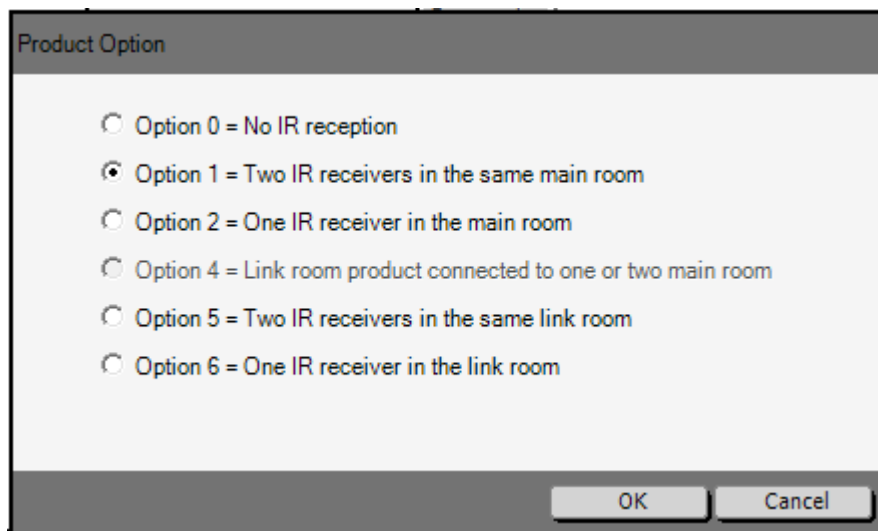 Product Option
Option 0 = No IR reception
Option 1 = Two IR receivers in the same main room
Option 2 = One IR receiver in the main room
Option 4 = Link room product connected to one or two main room
Option 5 = Two IR receivers in the same link room
Option 6 = One IR receiver in the link room
OK Cancel